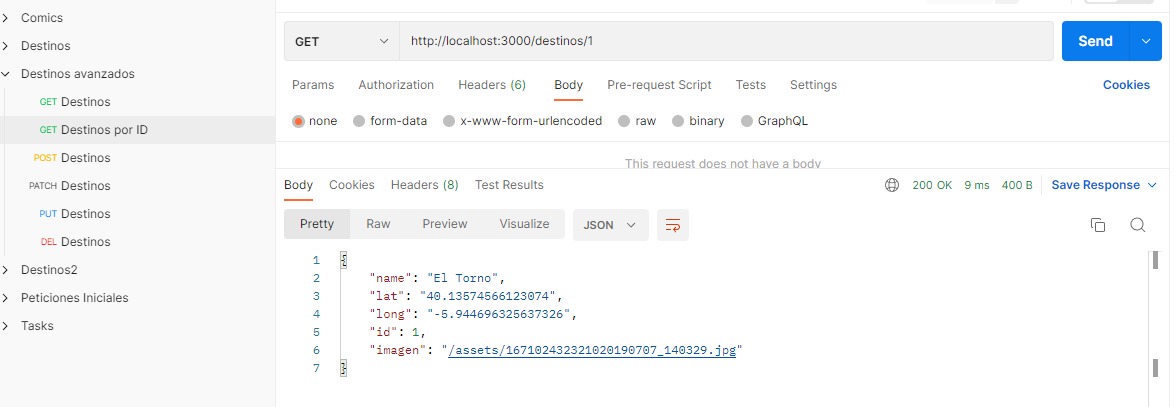 Comics
Destinos
Destinos avanzados
GET Destinos
GET Destinos por ID
POST Destinos
PATCH Destinos
PUT Destinos
DEL Destinos
Destinos2
Peticiones Iniciales
Tasks
GET http://localhost:3000/destinos/1 Send
Params Authorization Headers (6) Body Pre-request Script Tests Settings Cookies
none form-data x-www-form-urlencoded raw binary GraphQL
This request does not have a body
Body Cookies Headers (8) Test Results 200 OK 9 ms 400 B Save Response
Pretty Raw Preview Visualize JSON
1 {
2 "name": "El Torno",
3 "lat": "40.13574566123074",
4 "long": "-5.944696325637326",
5 "id": 1,
6 "imagen": "/assets/167102432321020190707_140329.jpg"
7 }